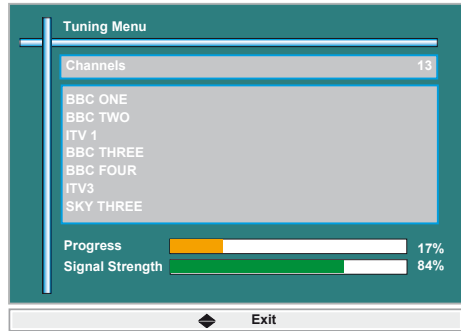 Tuning Menu
Channels 13
BBC ONE
BBC TWO
ITV 1
BBC THREE
BBC FOUR
ITV3
SKY THREE
Progress 17%
Signal Strength 84%
Exit